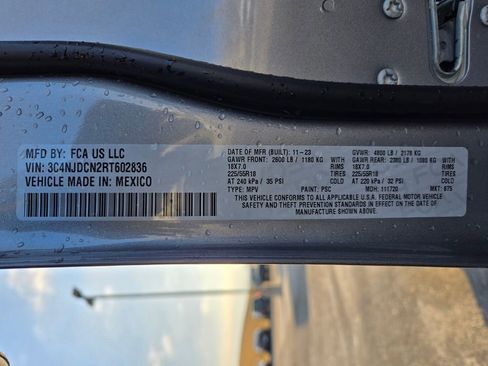 MFD BY: FCA US LLC
VIN: 3C4NJDCN2RT602836
VEHICLE MADE IN: MEXICO
DATE OF MFR (BUILT): 11-23 GVWR: 4800 LB / 2178 KG
GAWR FRONT: 2600 LB / 1180 KG WITH GAWR REAR: 2380 LB / 1080 KG WITH
18X7.0 RIMS 18X7.0 RIMS
225/55R18 TIRES 225/55R18 TIRES
AT 240 kPa / 35 PSI COLD AT 220 kPa / 32 PSI COLD
TYPE: MPV PAINT: PSC MDH: 111720 MKT: 875
THIS VEHICLE CONFORMS TO ALL APPLICABLE U.S.A. FEDERAL MOTOR VEHICLE
SAFETY AND THEFT PREVENTION STANDARDS IN EFFECT ON THE DATE OF
MANUFACTURE SHOWN ABOVE.